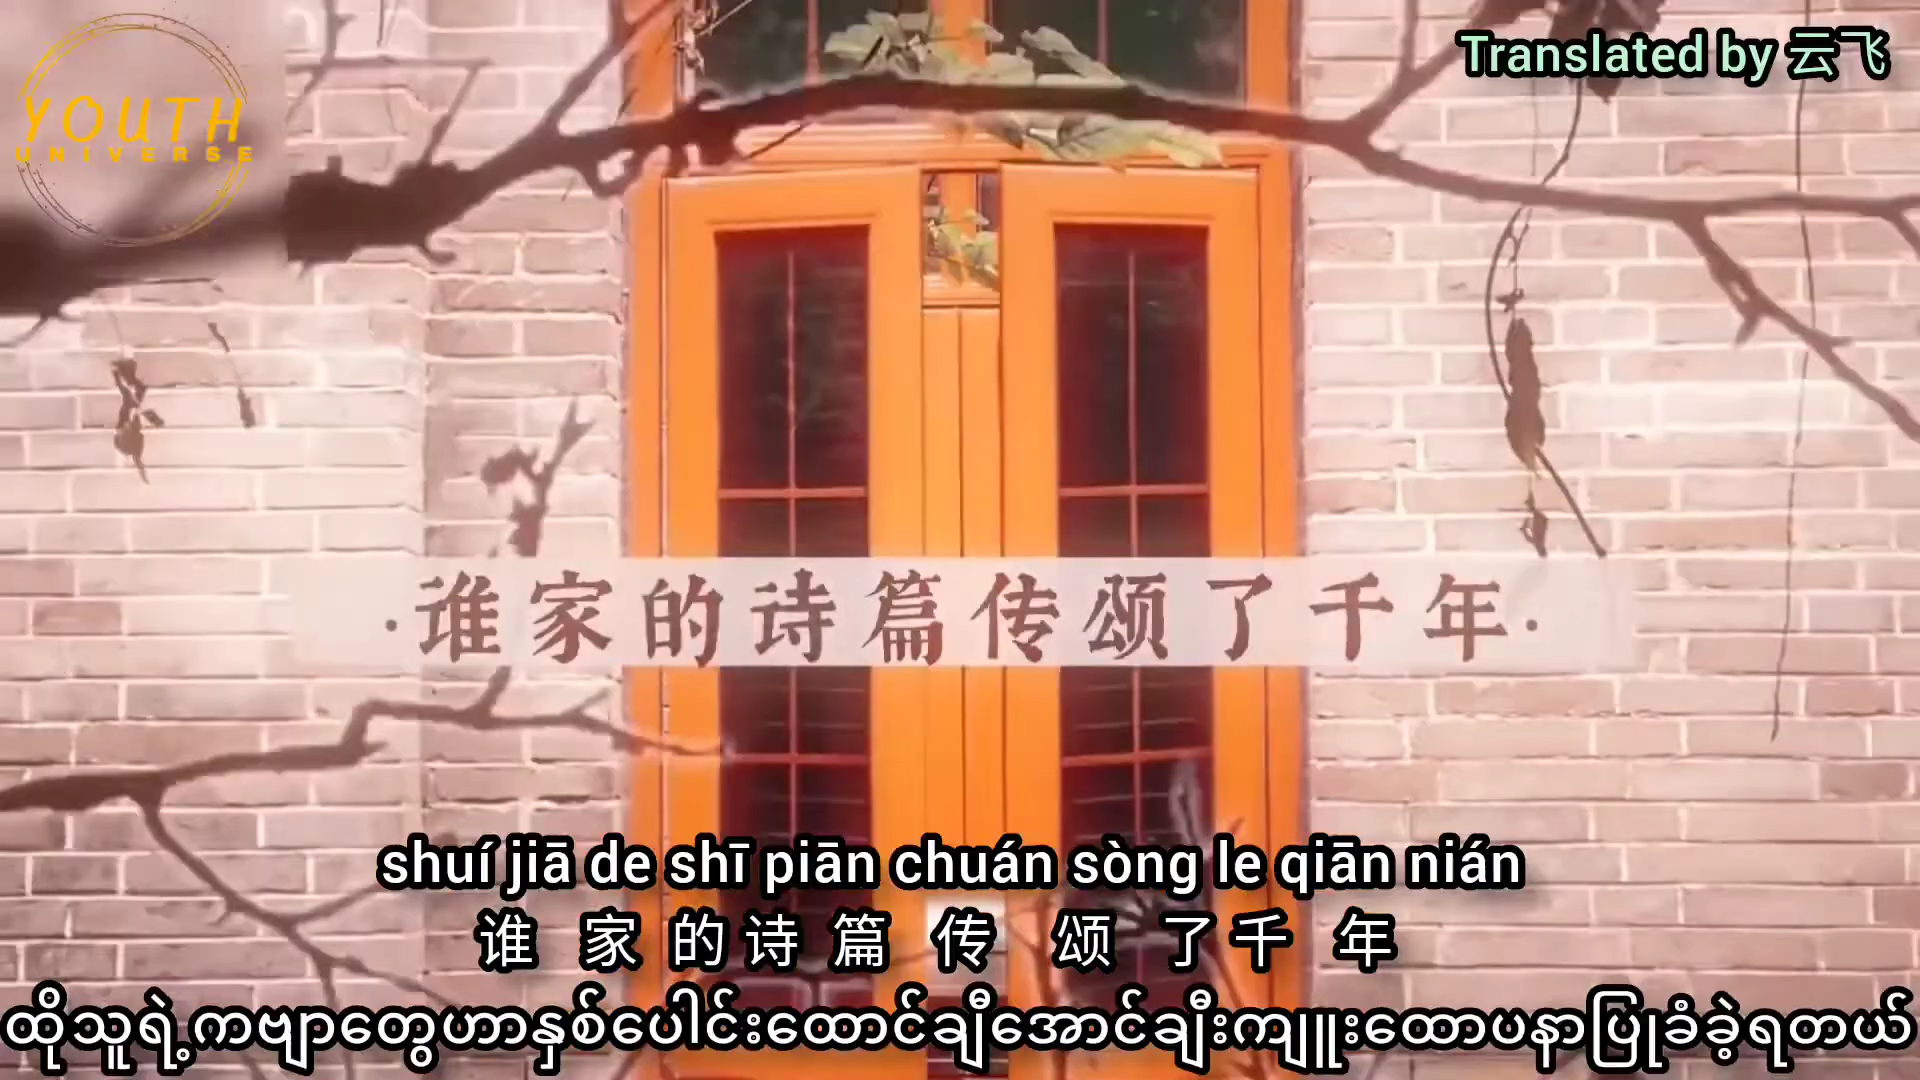 YOUTH
UNIVERSE
Translated by 云飞
·谁家的诗篇传颂了千年·
shuí jiā de shī piān chuán sòng le qiān nián
谁 家 的 诗 篇 传 颂 了 千 年
ထိုသူရဲ့ကဗျာတွေဟာနှစ်ပေါင်းထောင်ချီအောင်ချီးကျူးထောပနာပြုခံခဲ့ရတယ်